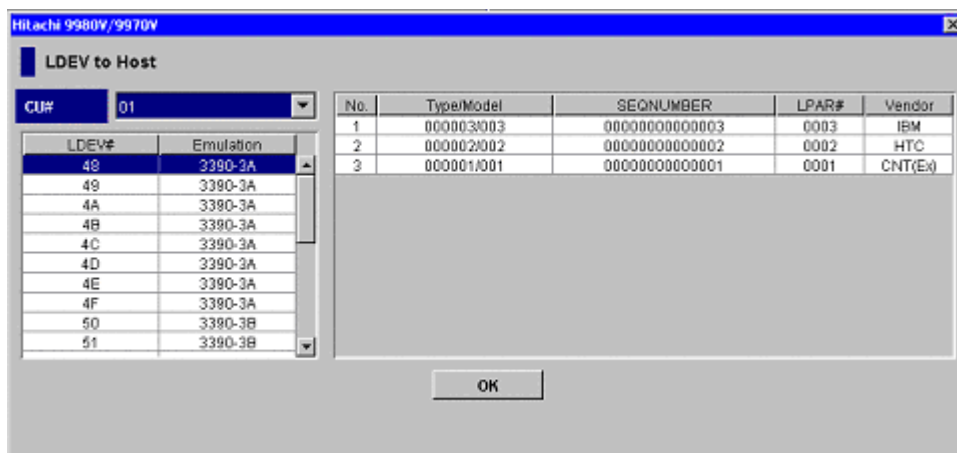 Hitachi 9980V/9970V
LDEV to Host
CU# 01
LDEV# Emulation
48 3390-3A
49 3390-3A
4A 3390-3A
4B 3390-3A
4C 3390-3A
4D 3390-3A
4E 3390-3A
4F 3390-3A
50 3390-3B
51 3390-3B
No. Type/Model SEQNUMBER LPAR# Vendor
1 000003/003 00000000000003 0003 IBM
2 000002/002 00000000000002 0002 HTC
3 000001/001 00000000000001 0001 CNT(Ex)
OK